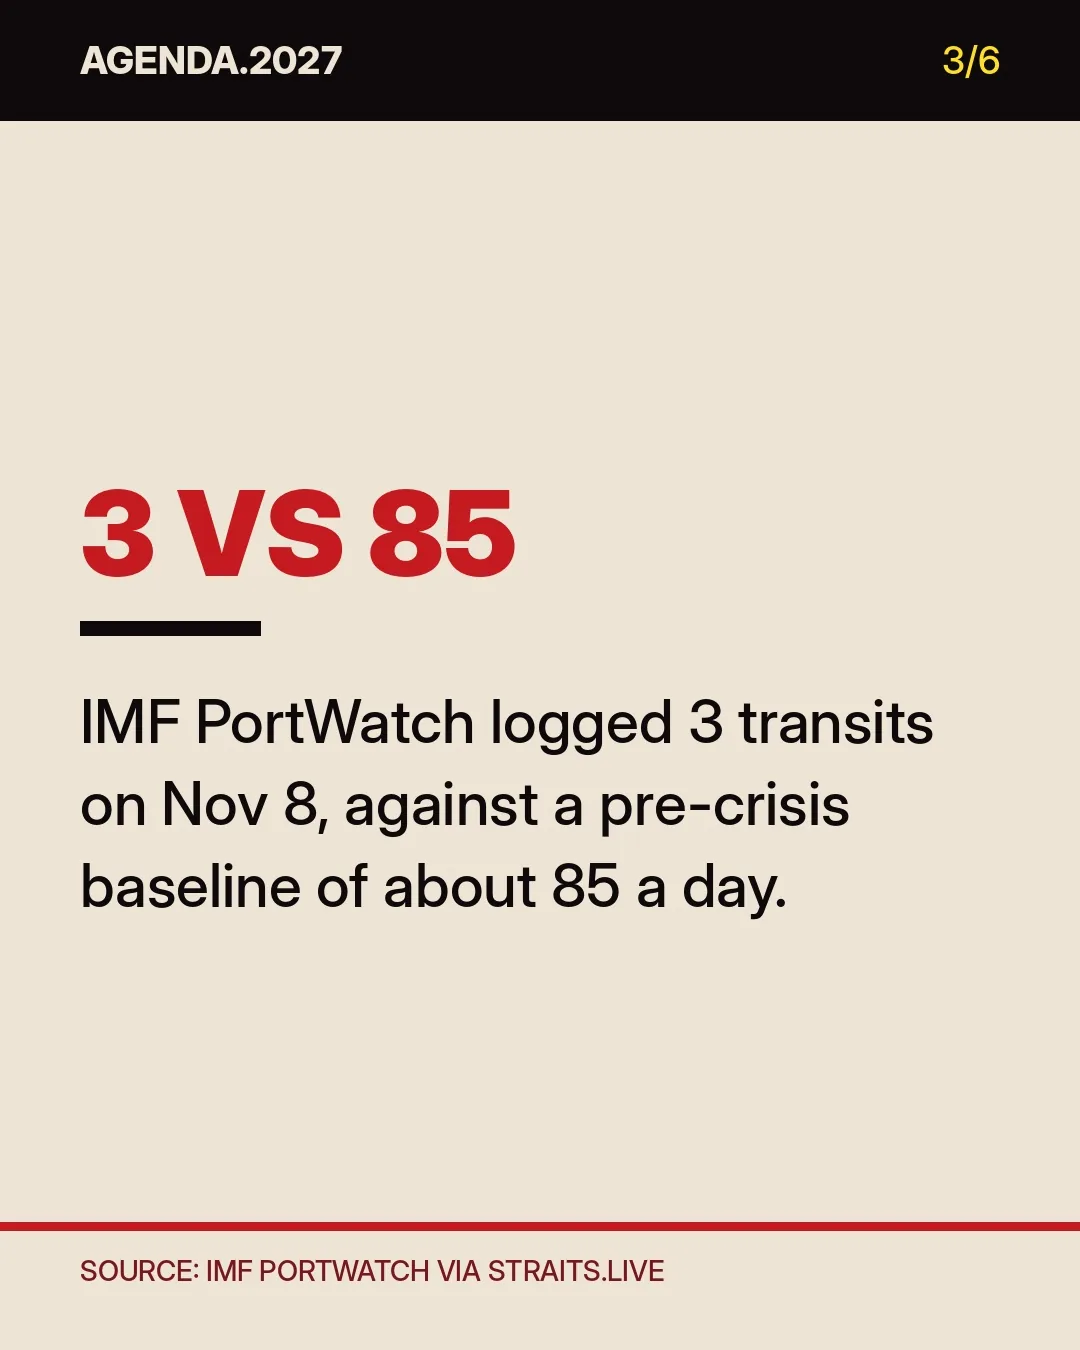 AGENDA.2027
3/6
3 VS 85
IMF PortWatch logged 3 transits
on Nov 8, against a pre-crisis
baseline of about 85 a day.
SOURCE: IMF PORTWATCH VIA STRAITS.LIVE